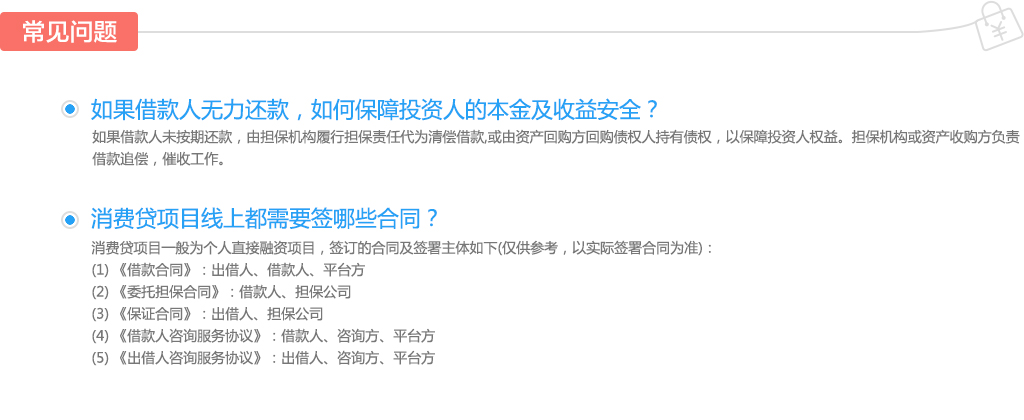 常见问题
¥
如果借款人无力还款，如何保障投资人的本金及收益安全？
如果借款人未按期还款，由担保机构履行担保责任代为清偿借款,或由资产回购方回购债权人持有债权，以保障投资人权益。担保机构或资产收购方负责
借款追偿，催收工作。
消费贷项目线上都需要签哪些合同？
消费贷项目一般为个人直接融资项目，签订的合同及签署主体如下(仅供参考，以实际签署合同为准)：
(1) 《借款合同》：出借人、借款人、平台方
(2) 《委托担保合同》：借款人、担保公司
(3) 《保证合同》：出借人、担保公司
(4) 《借款人咨询服务协议》：借款人、咨询方、平台方
(5) 《出借人咨询服务协议》：出借人、咨询方、平台方